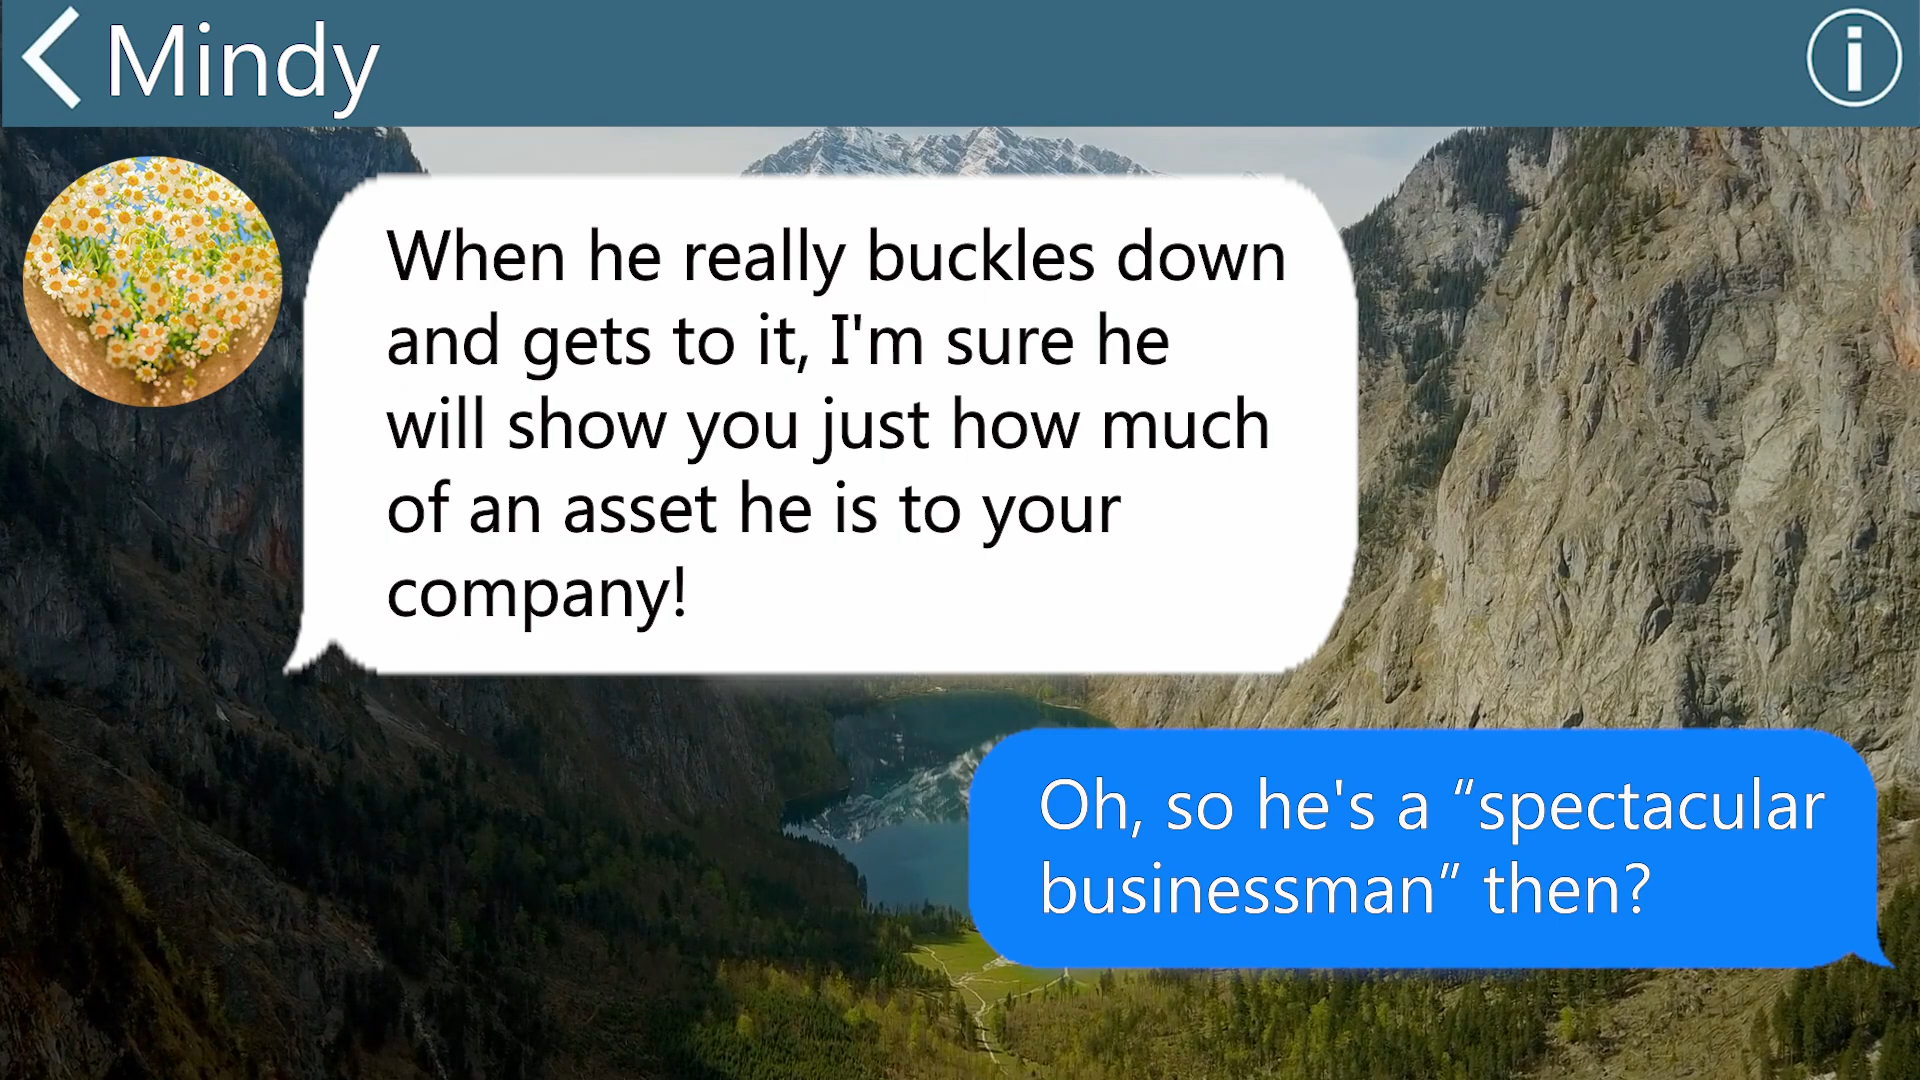 Mindy
When he really buckles down
and gets to it, I'm sure he
will show you just how much
of an asset he is to your
company!
Oh, so he's a “spectacular
businessman” then?